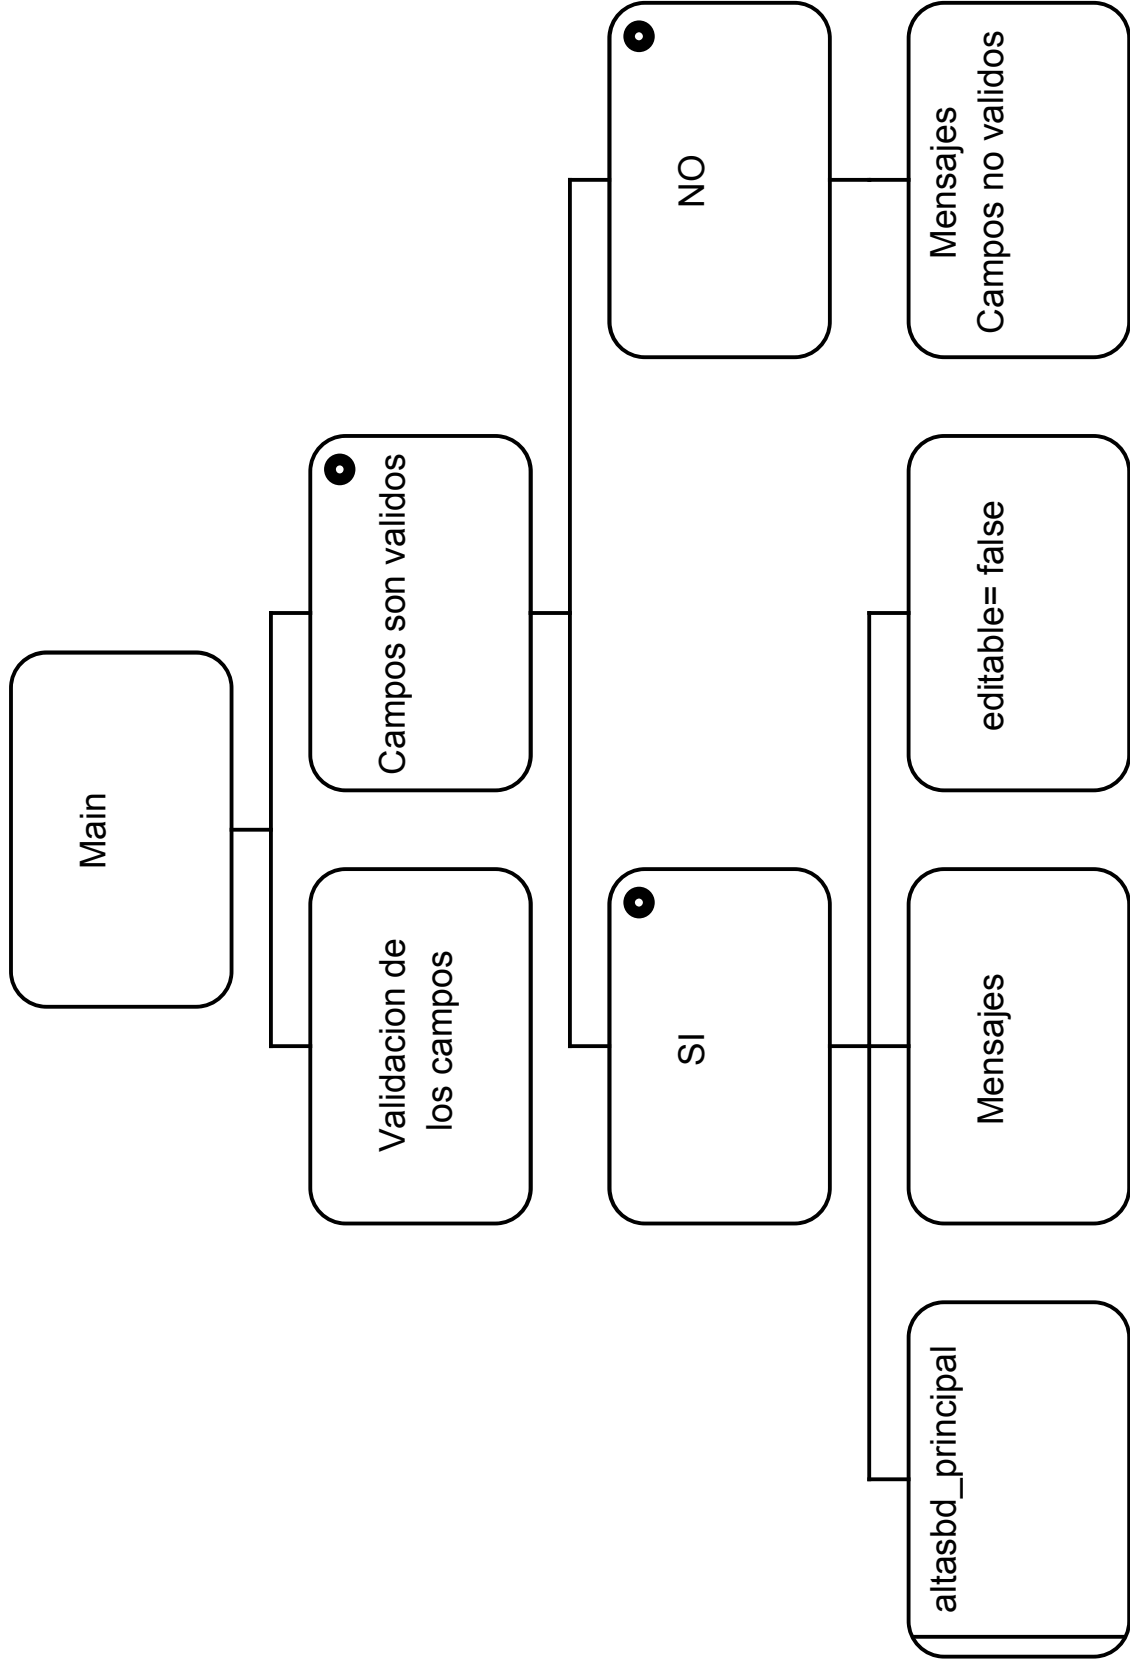 Main
Validacion de
los campos
Campos son validos
SI
NO
altasbd_principal
Mensajes
editable= false
Mensajes
Campos no validos